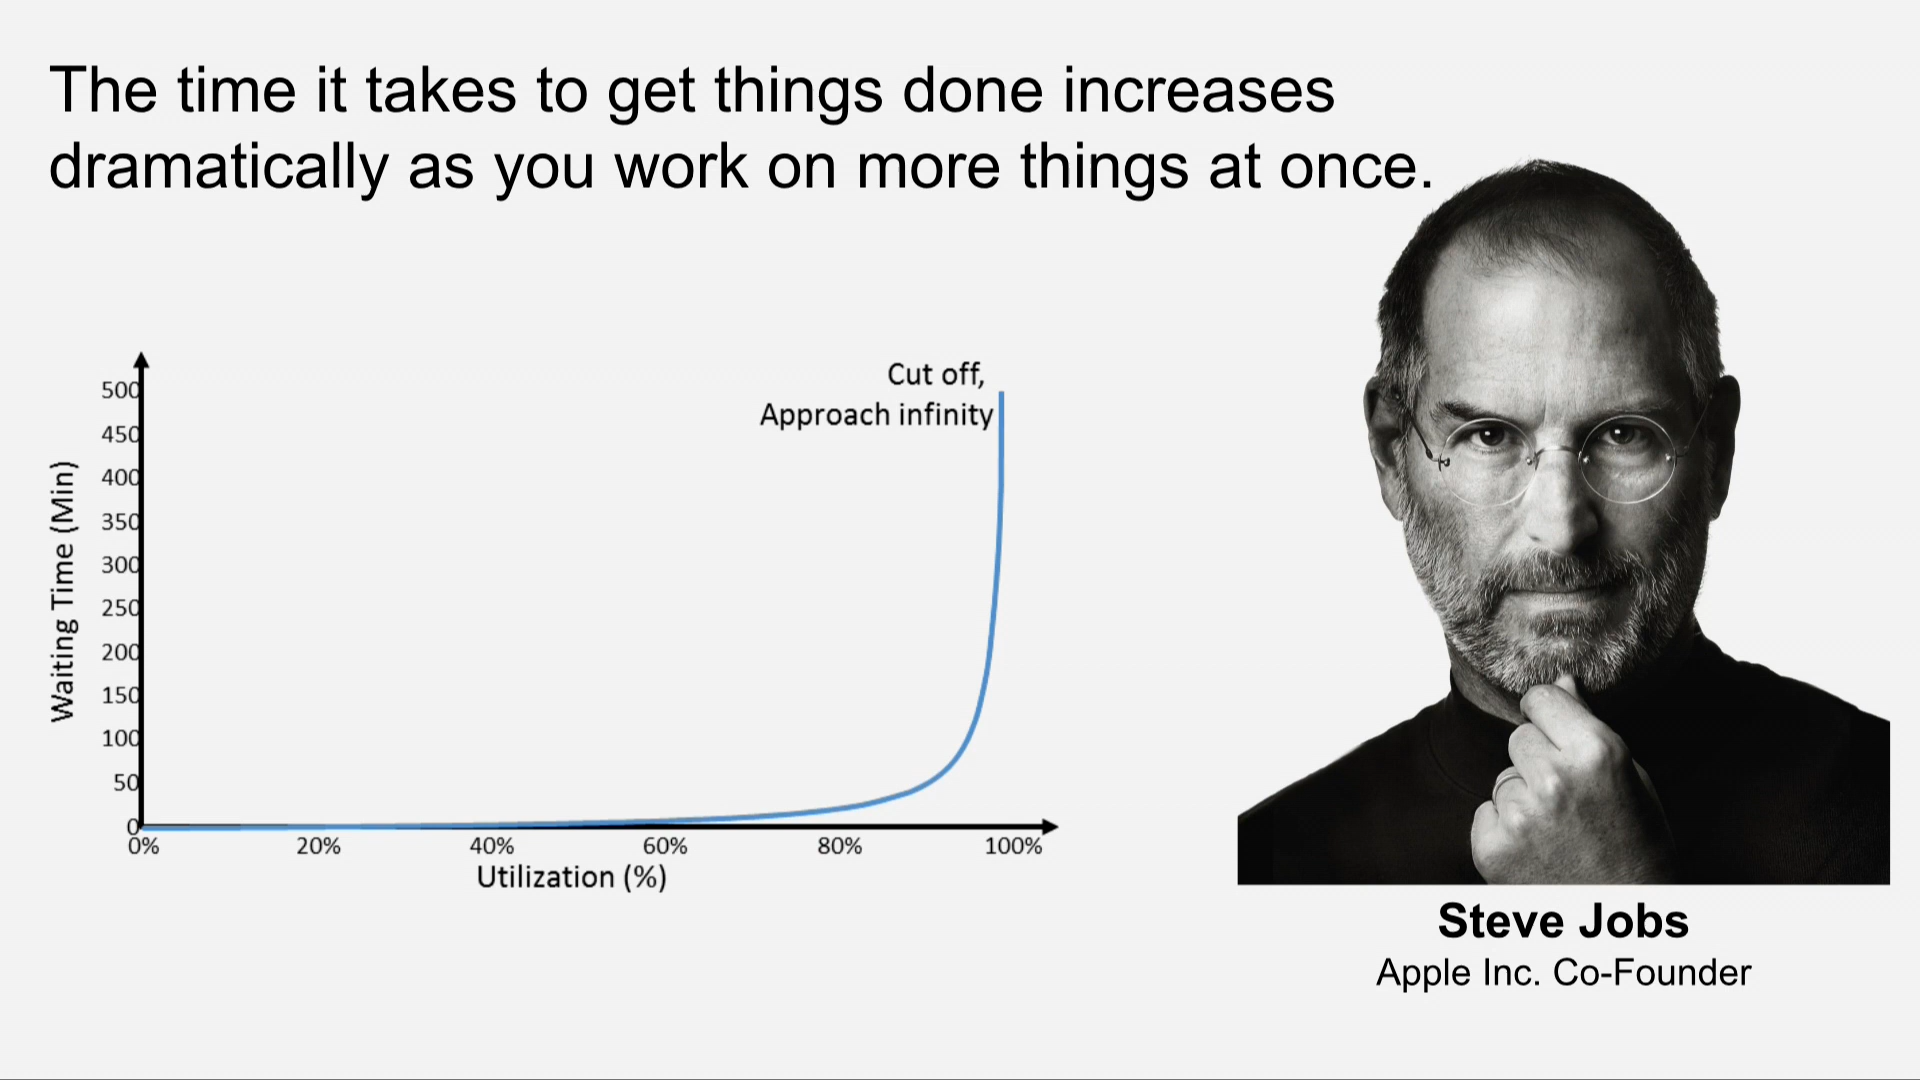 The time it takes to get things done increases
dramatically as you work on more things at once.
Cut off,
Approach infinity
Waiting Time (Min)
500
450
400
350
300
250
200
150
100
50
0
0% 20% 40% 60% 80% 100%
Utilization (%)
Steve Jobs
Apple Inc. Co-Founder